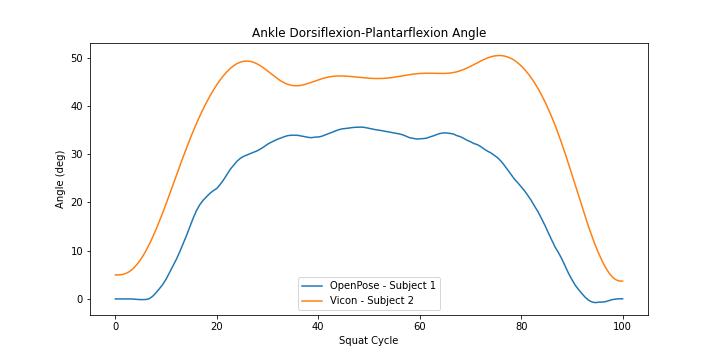 Ankle Dorsiflexion-Plantarflexion Angle
50
40
30
20
10
0
Angle (deg)
OpenPose - Subject 1
Vicon - Subject 2
0 20 40 60 80 100
Squat Cycle